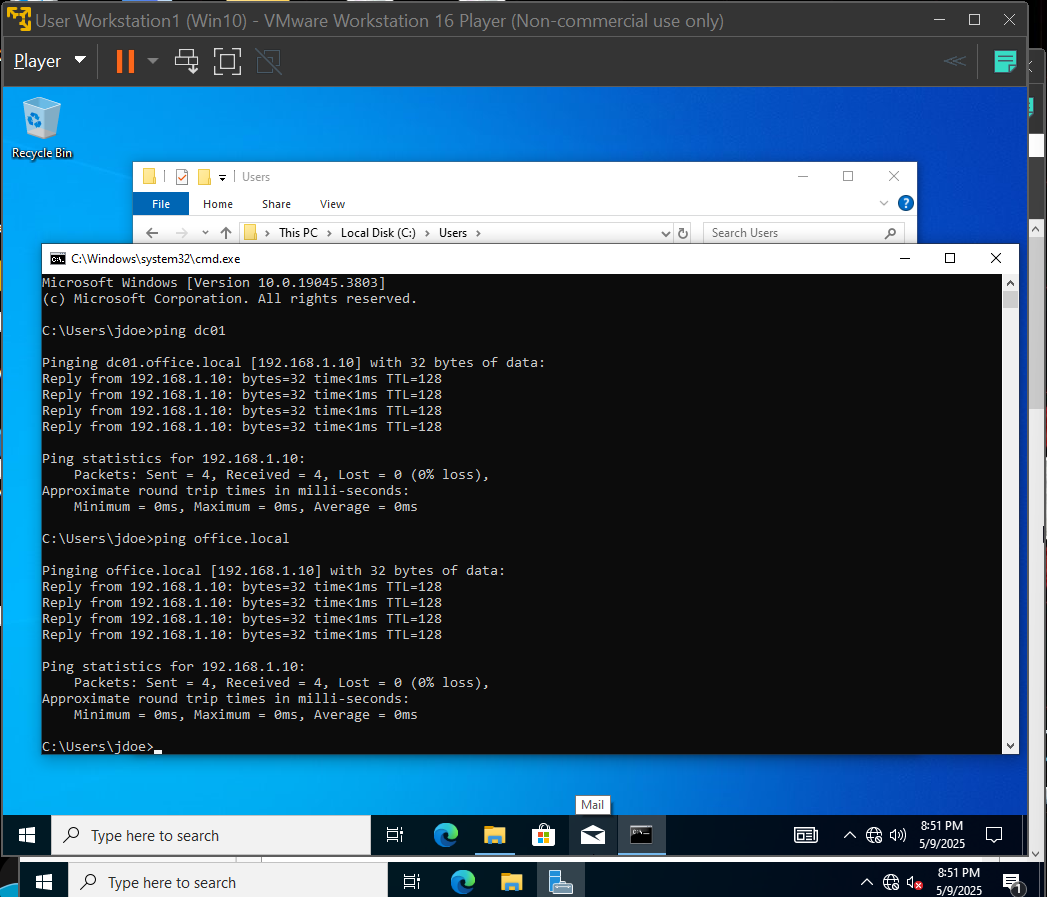 User Workstation1 (Win10) - VMware Workstation 16 Player (Non-commercial use only)
Player
Recycle Bin
Users
File Home Share View
This PC Local Disk (C:) Users
Search Users
C:\Windows\system32\cmd.exe
Microsoft Windows [Version 10.0.19045.3803]
(c) Microsoft Corporation. All rights reserved.
C:\Users\jdoe>ping dc01
Pinging dc01.office.local [192.168.1.10] with 32 bytes of data:
Reply from 192.168.1.10: bytes=32 time<1ms TTL=128
Reply from 192.168.1.10: bytes=32 time<1ms TTL=128
Reply from 192.168.1.10: bytes=32 time<1ms TTL=128
Reply from 192.168.1.10: bytes=32 time<1ms TTL=128
Ping statistics for 192.168.1.10:
Packets: Sent = 4, Received = 4, Lost = 0 (0% loss),
Approximate round trip times in milli-seconds:
Minimum = 0ms, Maximum = 0ms, Average = 0ms
C:\Users\jdoe>ping office.local
Pinging office.local [192.168.1.10] with 32 bytes of data:
Reply from 192.168.1.10: bytes=32 time<1ms TTL=128
Reply from 192.168.1.10: bytes=32 time<1ms TTL=128
Reply from 192.168.1.10: bytes=32 time<1ms TTL=128
Reply from 192.168.1.10: bytes=32 time<1ms TTL=128
Ping statistics for 192.168.1.10:
Packets: Sent = 4, Received = 4, Lost = 0 (0% loss),
Approximate round trip times in milli-seconds:
Minimum = 0ms, Maximum = 0ms, Average = 0ms
C:\Users\jdoe>
Mail
Type here to search
8:51 PM
5/9/2025
Type here to search
8:51 PM
5/9/2025
1